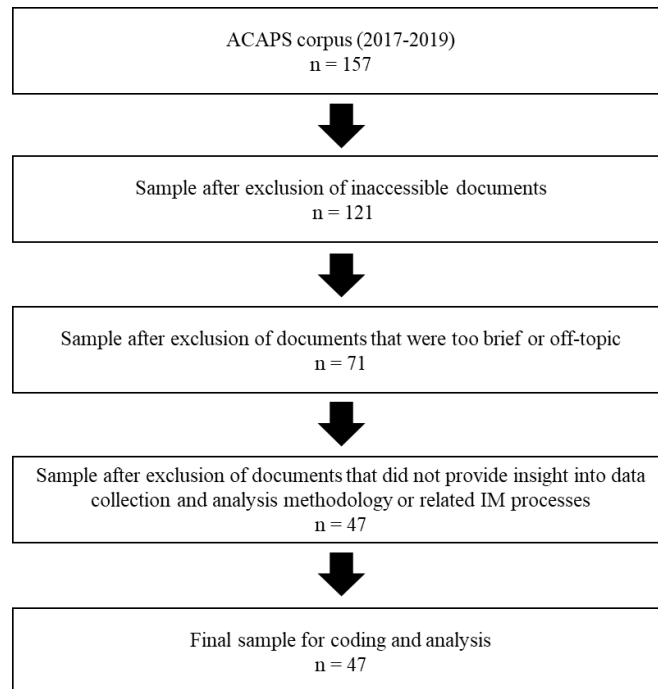 ACAPS corpus (2017-2019)
n = 157
Sample after exclusion of inaccessible documents
n = 121
Sample after exclusion of documents that were too brief or off-topic
n = 71
Sample after exclusion of documents that did not provide insight into data
collection and analysis methodology or related IM processes
n = 47
Final sample for coding and analysis
n = 47